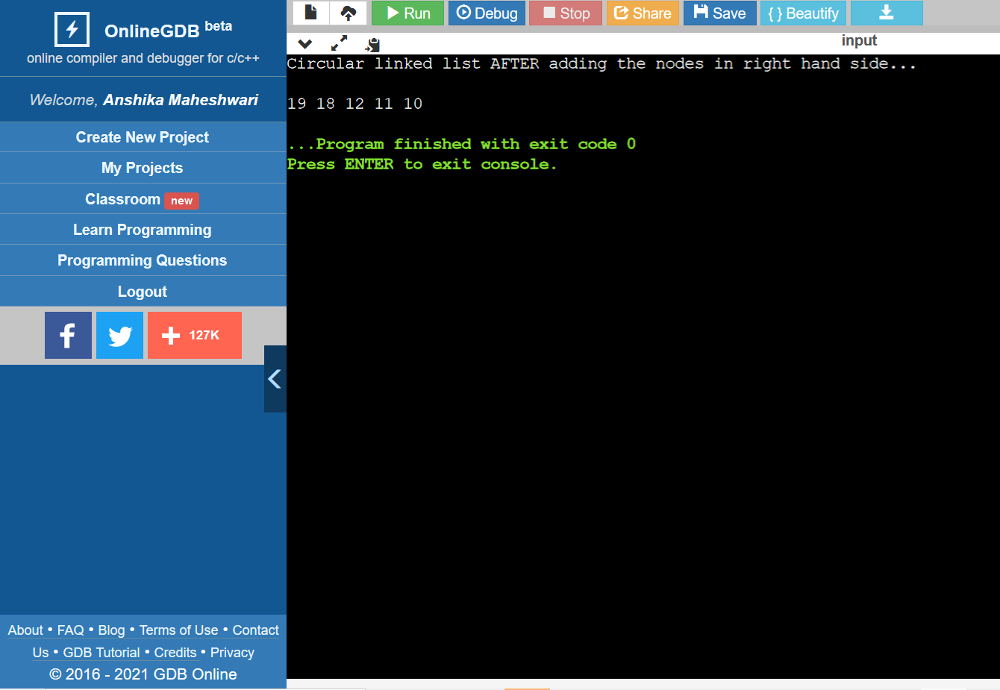 OnlineGDB beta
online compiler and debugger for c/c++
Welcome, Anshika Maheshwari
Create New Project
My Projects
Classroom new
Learn Programming
Programming Questions
Logout
127K
About • FAQ • Blog • Terms of Use • Contact
Us • GDB Tutorial • Credits • Privacy
© 2016 - 2021 GDB Online
Run Debug Stop Share Save { } Beautify
input
Circular linked list AFTER adding the nodes in right hand side...
19 18 12 11 10
...Program finished with exit code 0
Press ENTER to exit console.